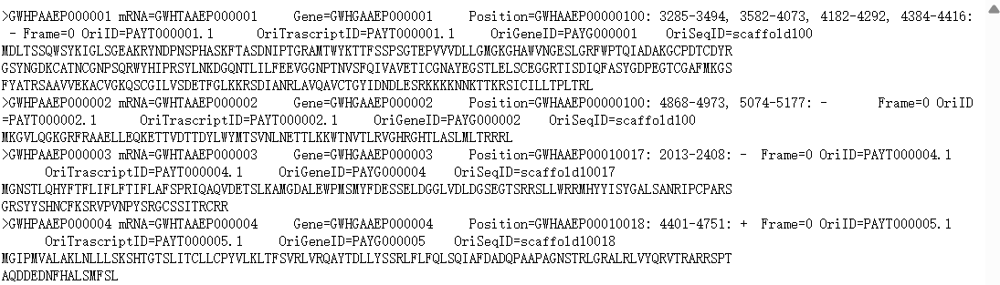 >GWHPAAEP000001 mRNA=GWHTAAEP000001 Gene=GWHGAAEP000001 Position=GWHAAEP00000100: 3285-3494, 3582-4073, 4182-4292, 4384-4416:
- Frame=0 OriID=PAYT000001.1 OriTrascriptID=PAYT000001.1 OriGeneID=PAYG000001 OriSeqID=scaffold100
MDLTSSQWSYKIGLSGEAKRYNDPNSPHASKFTASDNIPTGRAMTWYKTTFSSPSGTEPVVVDLLGMGKGHAWVNGESLGRFWPTQIADAKGCPDTCDYR
GSYNGDKCATNCGNPSQRWYHIPRSYLNKDGQNTLILFEEVGGNPTNVSFQIVAVETICGNAYEGSTLELSCEGGRTISDIQFASYGDPEGTCGAFMKGS
FYATRSAAVVEKACVGKQSCGILVSDETFGLKKRSDIANRLAVQAVCTGYIDNDLESRKKKKNNKTTKRSICILLTPLTRL
>GWHPAAEP000002 mRNA=GWHTAAEP000002 Gene=GWHGAAEP000002 Position=GWHAAEP00000100: 4868-4973, 5074-5177: - Frame=0 OriID
=PAYT000002.1 OriTrascriptID=PAYT000002.1 OriGeneID=PAYG000002 OriSeqID=scaffold100
MKGVLQGKGRFRAAELLEQKETTVDTTDYLWYMTSVNLNETTLKKWTNVTLRVGHRGHTLASLMLTRRRL
>GWHPAAEP000003 mRNA=GWHTAAEP000003 Gene=GWHGAAEP000003 Position=GWHAAEP00010017: 2013-2408: - Frame=0 OriID=PAYT000004.1
OriTrascriptID=PAYT000004.1 OriGeneID=PAYG000004 OriSeqID=scaffold10017
MGNSTLQHYFTFLIFLFTIFLAFSPRIQAQVDETSLKAMGDALEWPMSMYFDESSELDGGLVDLDGSEGTSRRSLLWRRMHYYISYGALSANRIPCPARS
GRSYYSHNCFKSRVPVNPYSRGCSSITRCRR
>GWHPAAEP000004 mRNA=GWHTAAEP000004 Gene=GWHGAAEP000004 Position=GWHAAEP00010018: 4401-4751: + Frame=0 OriID=PAYT000005.1
OriTrascriptID=PAYT000005.1 OriGeneID=PAYG000005 OriSeqID=scaffold10018
MGIPMVALAKLNLLLSKSHTGTSLITCLLCPYVLKLTFSVRLVRQAYTDLLYSSRLFLFQLSQIAFDADQPAAPAGNSTRLGRALRLVYQRVTRARRSPT
AQDDEDNFHALSMFSL